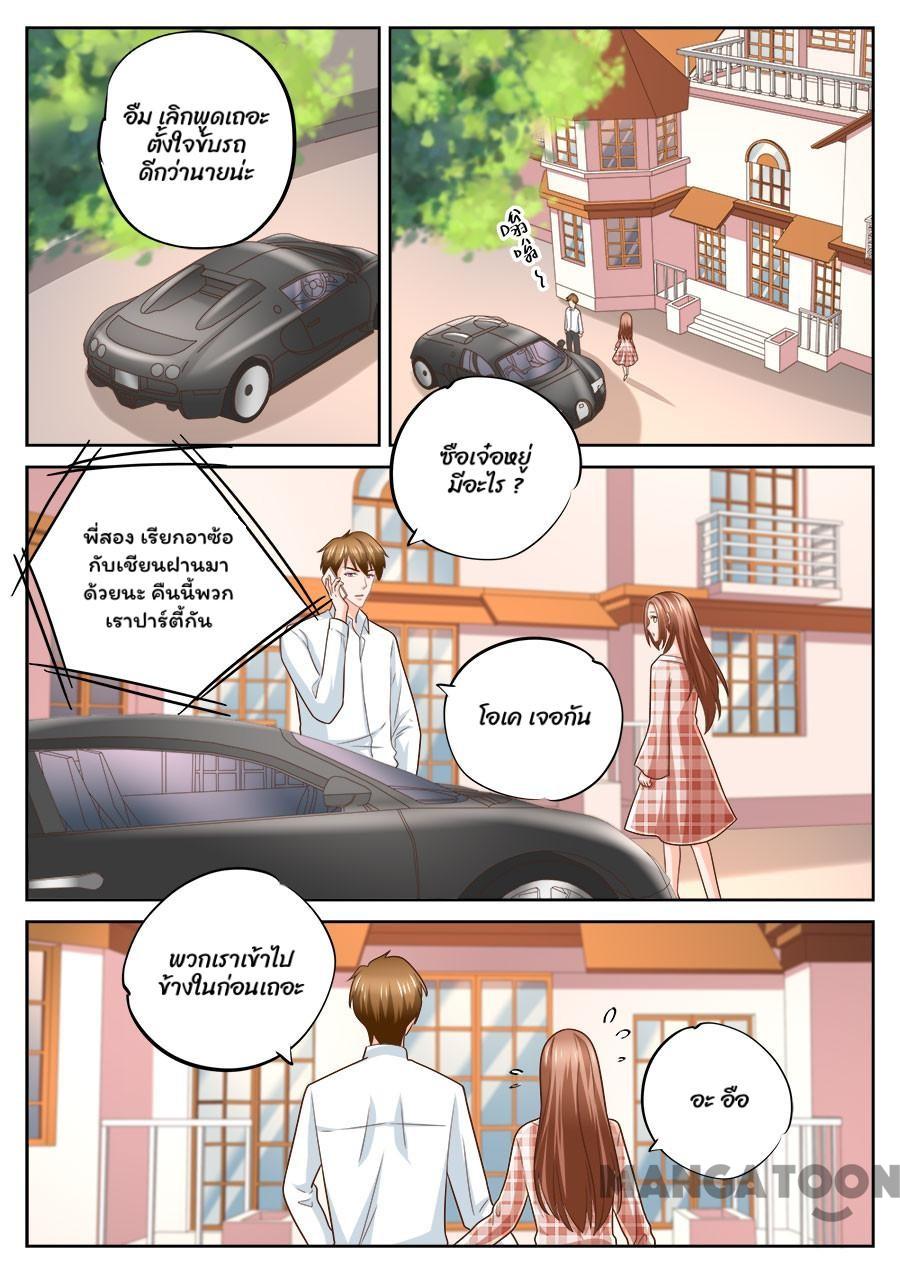 อืม เลิกพูดเถอะ
ตั้งใจขับรถ
ดีกว่านายน่ะ
ซือเจ๋อหยู่
มีอะไร ?
พี่สอง เรียกอาซ้อ
กับเชียนฝานมา
ด้วยนะ คืนนี้พวก
เราปาร์ตี้กัน
โอเค เจอกัน
พวกเราเข้าไป
ข้างในก่อนเถอะ
อะ อือ
MANGATOON